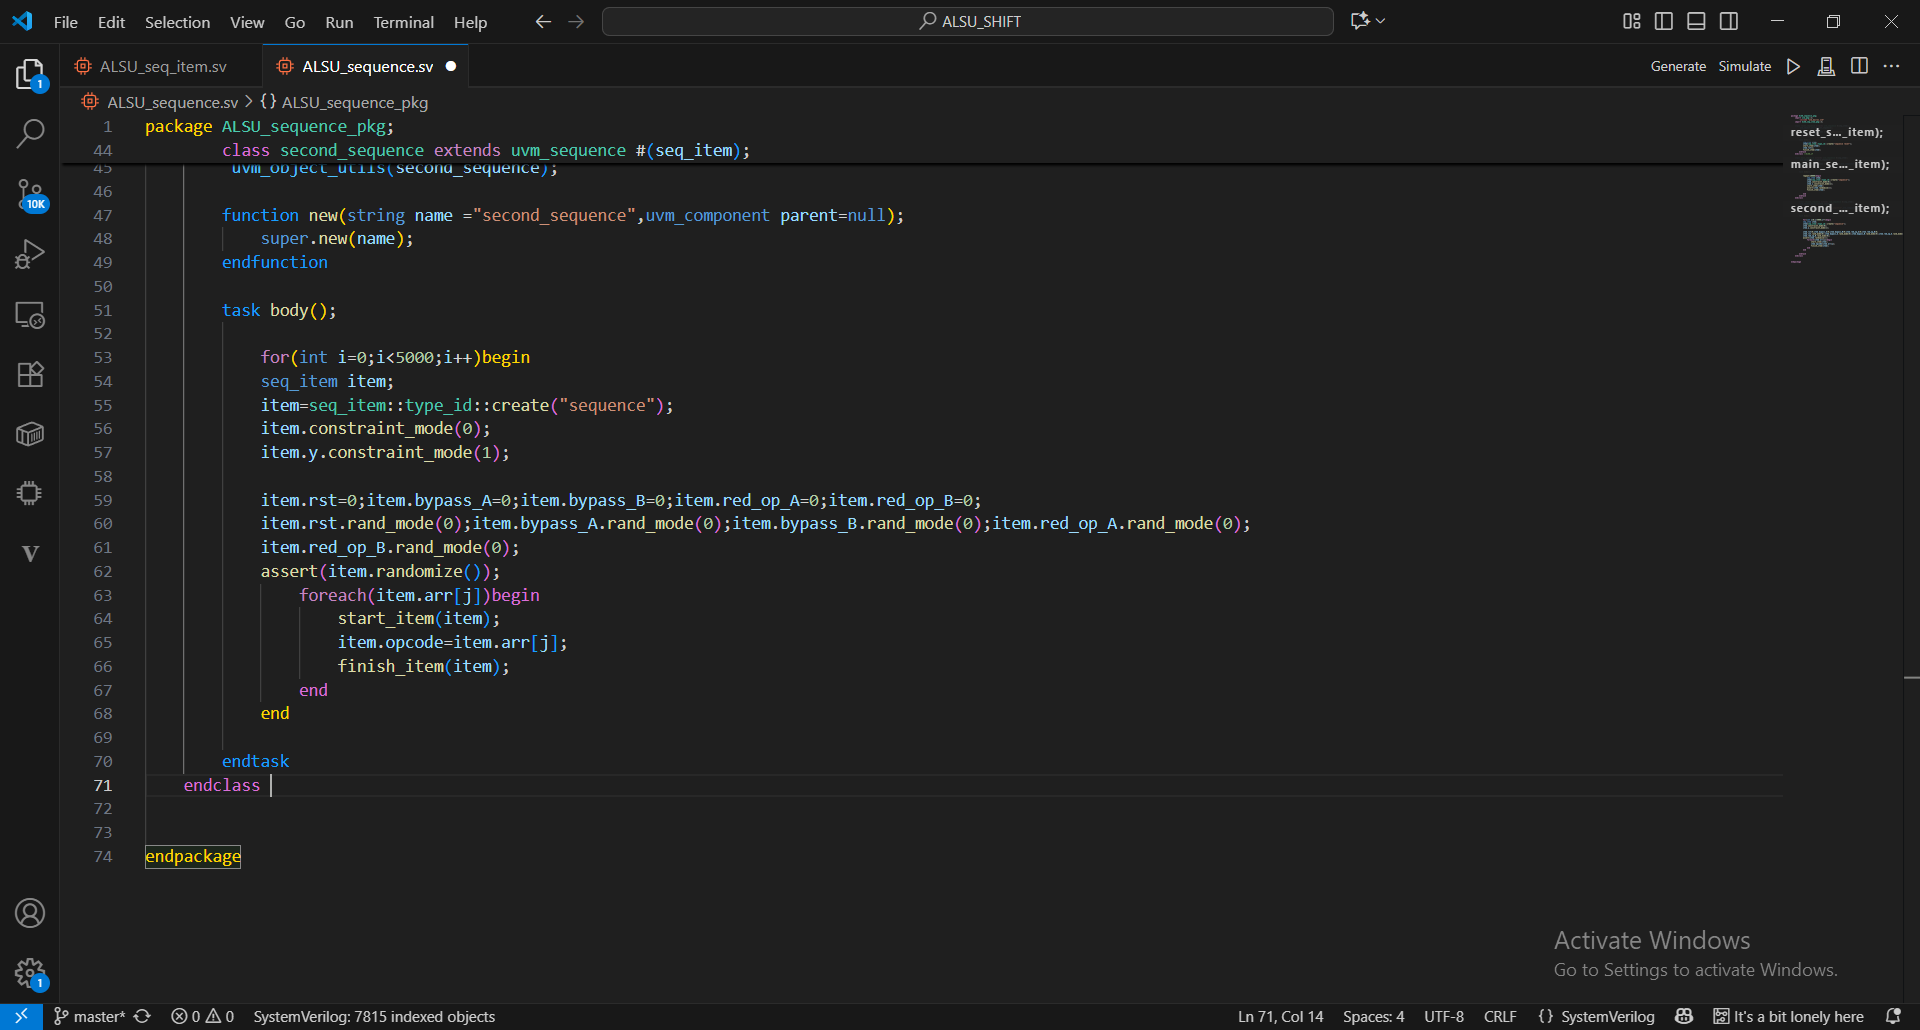 File Edit Selection View Go Run Terminal Help
ALSU_SHIFT
ALSU_seq_item.sv
ALSU_sequence.sv
Generate Simulate
ALSU_sequence.sv > {} ALSU_sequence_pkg
1 package ALSU_sequence_pkg;
44 class second_sequence extends uvm_sequence #(seq_item);
45 uvm_object_utils(second_sequence);
46
47 function new(string name ="second_sequence",uvm_component parent=null);
48 super.new(name);
49 endfunction
50
51 task body();
52
53 for(int i=0;i<5000;i++)begin
54 seq_item item;
55 item=seq_item::type_id::create("sequence");
56 item.constraint_mode(0);
57 item.y.constraint_mode(1);
58
59 item.rst=0;item.bypass_A=0;item.bypass_B=0;item.red_op_A=0;item.red_op_B=0;
60 item.rst.rand_mode(0);item.bypass_A.rand_mode(0);item.bypass_B.rand_mode(0);item.red_op_A.rand_mode(0);
61 item.red_op_B.rand_mode(0);
62 assert(item.randomize());
63 foreach(item.arr[j])begin
64 start_item(item);
65 item.opcode=item.arr[j];
66 finish_item(item);
67 end
68 end
69
70 endtask
71 endclass
72
73
74 endpackage
reset_s..._item);
main_se..._item);
second_..._item);
1
10K
V
1
Activate Windows
Go to Settings to activate Windows.
master* 0 0 SystemVerilog: 7815 indexed objects
Ln 71, Col 14 Spaces: 4 UTF-8 CRLF {} SystemVerilog It's a bit lonely here